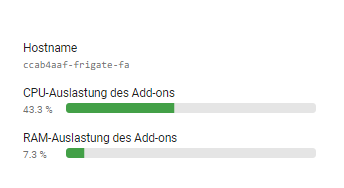 Hostname
ccab4aaf-frigate-fa
CPU-Auslastung des Add-ons
43.3 %
RAM-Auslastung des Add-ons
7.3 %